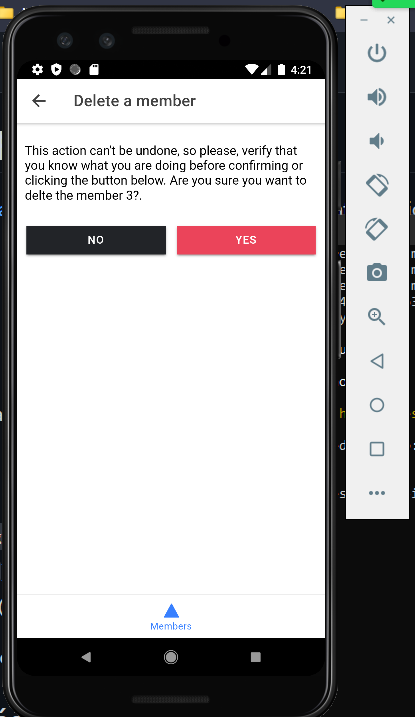 4:21
Delete a member
This action can't be undone, so please, verify that
you know what you are doing before confirming or
clicking the button below. Are you sure you want to
delte the member 3?.
NO
YES
Members